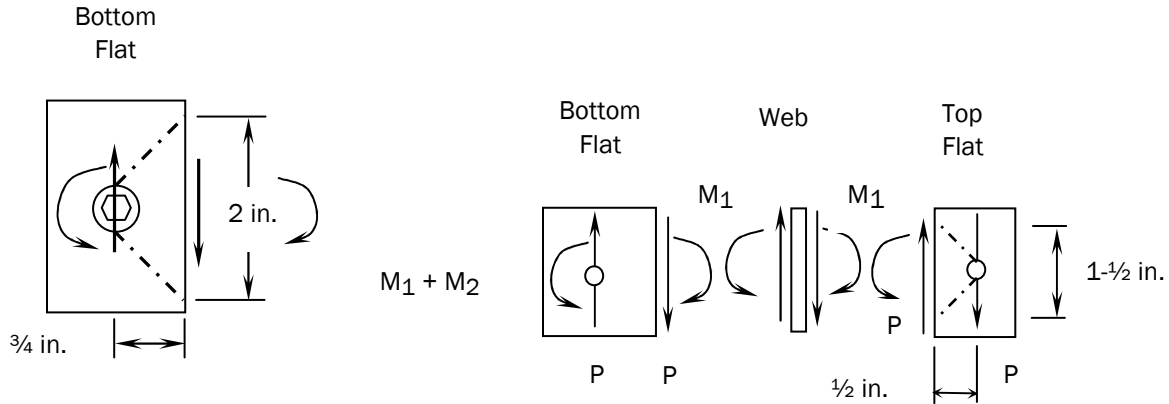 Bottom
Flat
2 in.
¾ in.
M₁ + M₂
Bottom
Flat
Web
Top
Flat
M₁
M₁
1-½ in.
P
P
P
½ in.
P